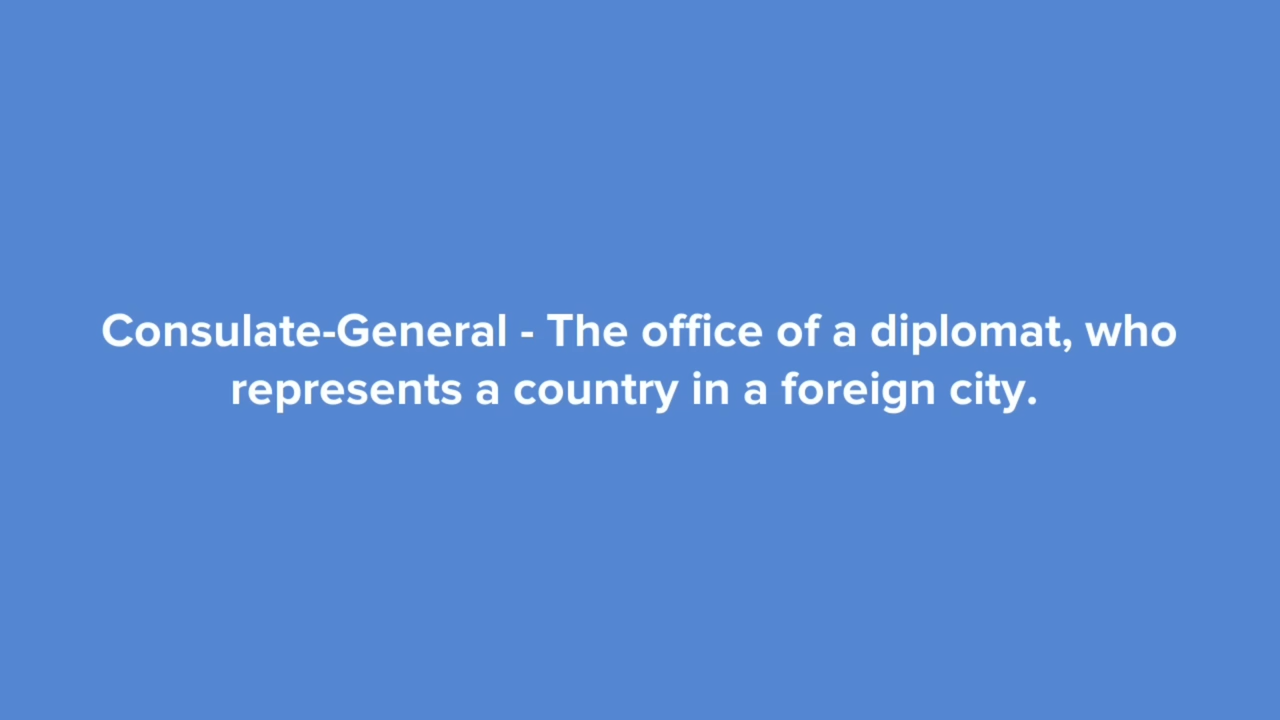 Consulate-General - The office of a diplomat, who
represents a country in a foreign city.